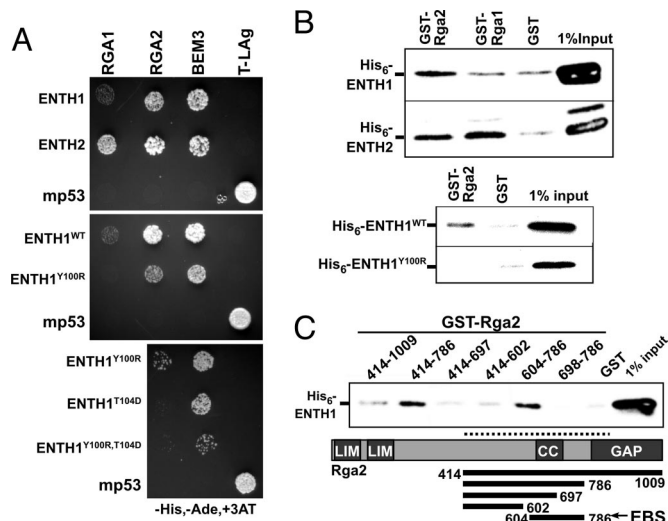 A
RGA1 RGA2 BEM3 T-LAg
ENTH1
ENTH2
mp53
ENTH1WT
ENTH1Y100R
mp53
ENTH1Y100R
ENTH1T104D
ENTH1Y100R,T104D
mp53
-His,-Ade,+3AT
B
GST-Rga2 GST-Rga1 GST 1%Input
His6-ENTH1
His6-ENTH2
GST-Rga2 GST 1% input
His6-ENTH1WT
His6-ENTH1Y100R
C
GST-Rga2
414-1009 414-786 414-697 414-602 604-786 698-786 GST 1% input
His6-ENTH1
LIM LIM CC GAP
Rga2
414 1009
786
697
602
604 786 ← EBS